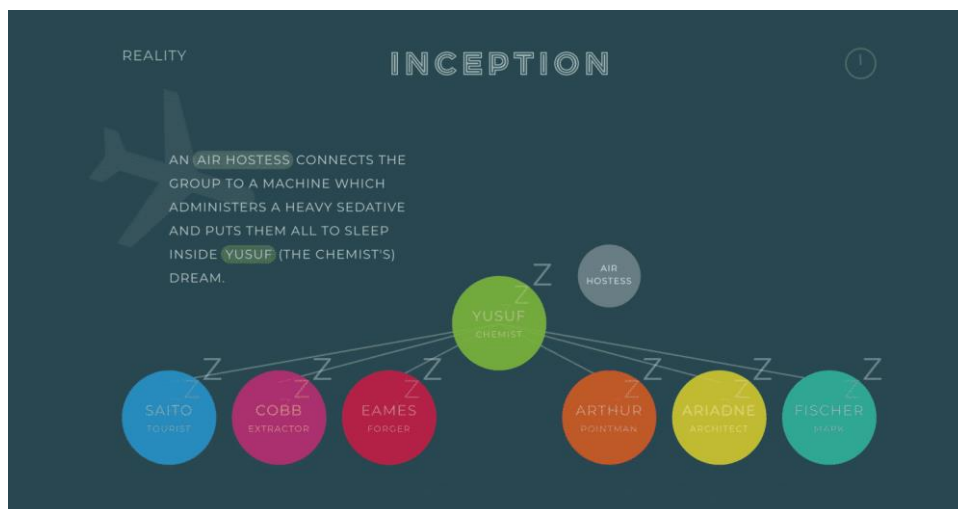 REALITY
INCEPTION
AN AIR HOSTESS CONNECTS THE
GROUP TO A MACHINE WHICH
ADMINISTERS A HEAVY SEDATIVE
AND PUTS THEM ALL TO SLEEP
INSIDE YUSUF (THE CHEMIST'S)
DREAM.
AIR
HOSTESS
Z
Z
YUSUF
CHEMIST
Z
Z
Z
Z
Z
Z
Z
Z
Z
Z
Z
Z
SAITO
TOURIST
COBB
EXTRACTOR
EAMES
FORGER
ARTHUR
POINTMAN
ARIADNE
ARCHITECT
FISCHER
MARK